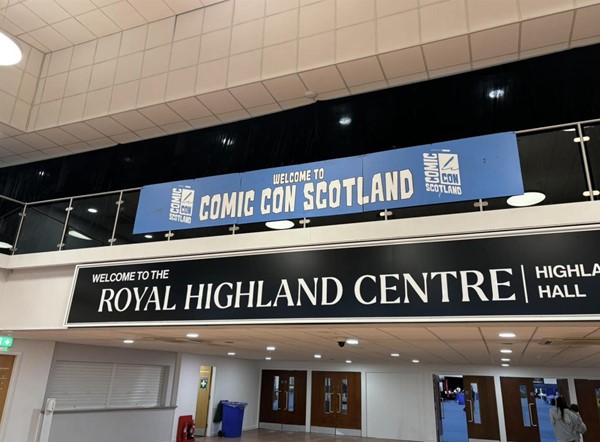 WELCOME TO
COMIC CON SCOTLAND
COMIC
CON
SCOTLAND
COMIC
CON
SCOTLAND
WELCOME TO THE
ROYAL HIGHLAND CENTRE
HIGHLA
HALL